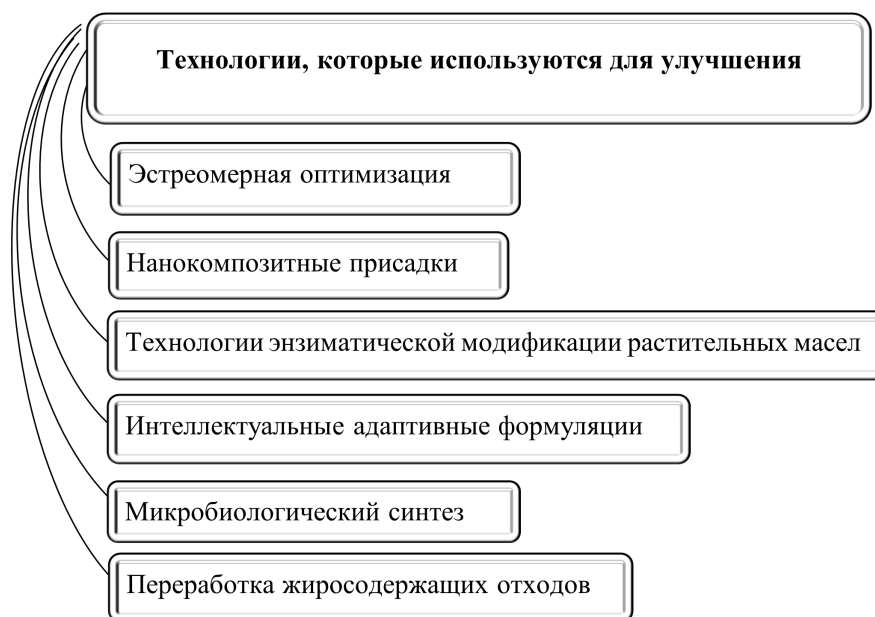 Технологии, которые используются для улучшения
Эстреомерная оптимизация
Нанокомпозитные присадки
Технологии энзиматической модификации растительных масел
Интеллектуальные адаптивные формуляции
Микробиологический синтез
Переработка жиросодержащих отходов